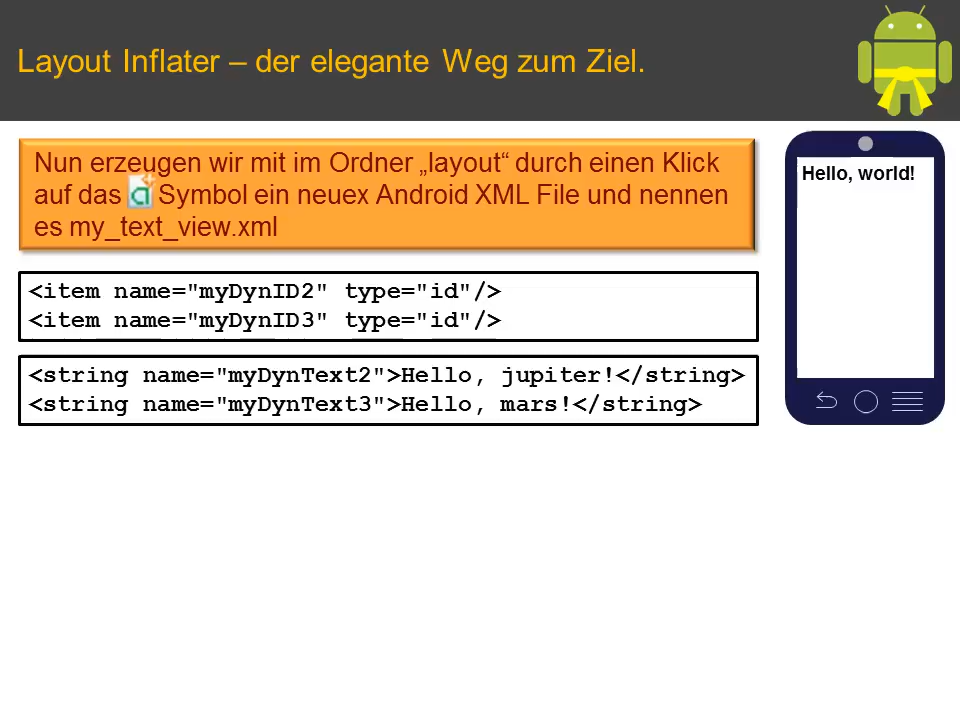 Layout Inflater – der elegante Weg zum Ziel.
Nun erzeugen wir mit im Ordner „layout“ durch einen Klick
auf das Symbol ein neuex Android XML File und nennen
es my_text_view.xml
<item name="myDynID2" type="id"/>
<item name="myDynID3" type="id"/>
<string name="myDynText2">Hello, jupiter!</string>
<string name="myDynText3">Hello, mars!</string>
Hello, world!